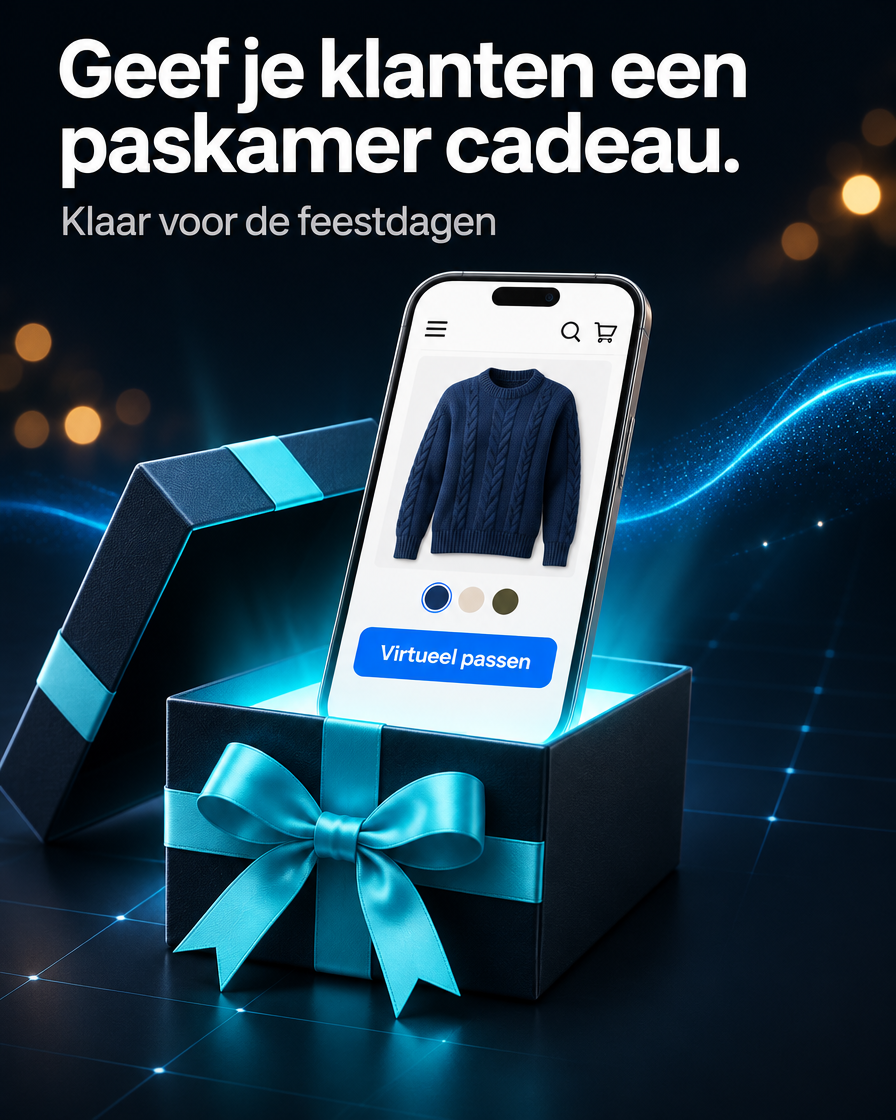 Geef je klanten een
paskamer cadeau.
Klaar voor de feestdagen
Virtueel passen